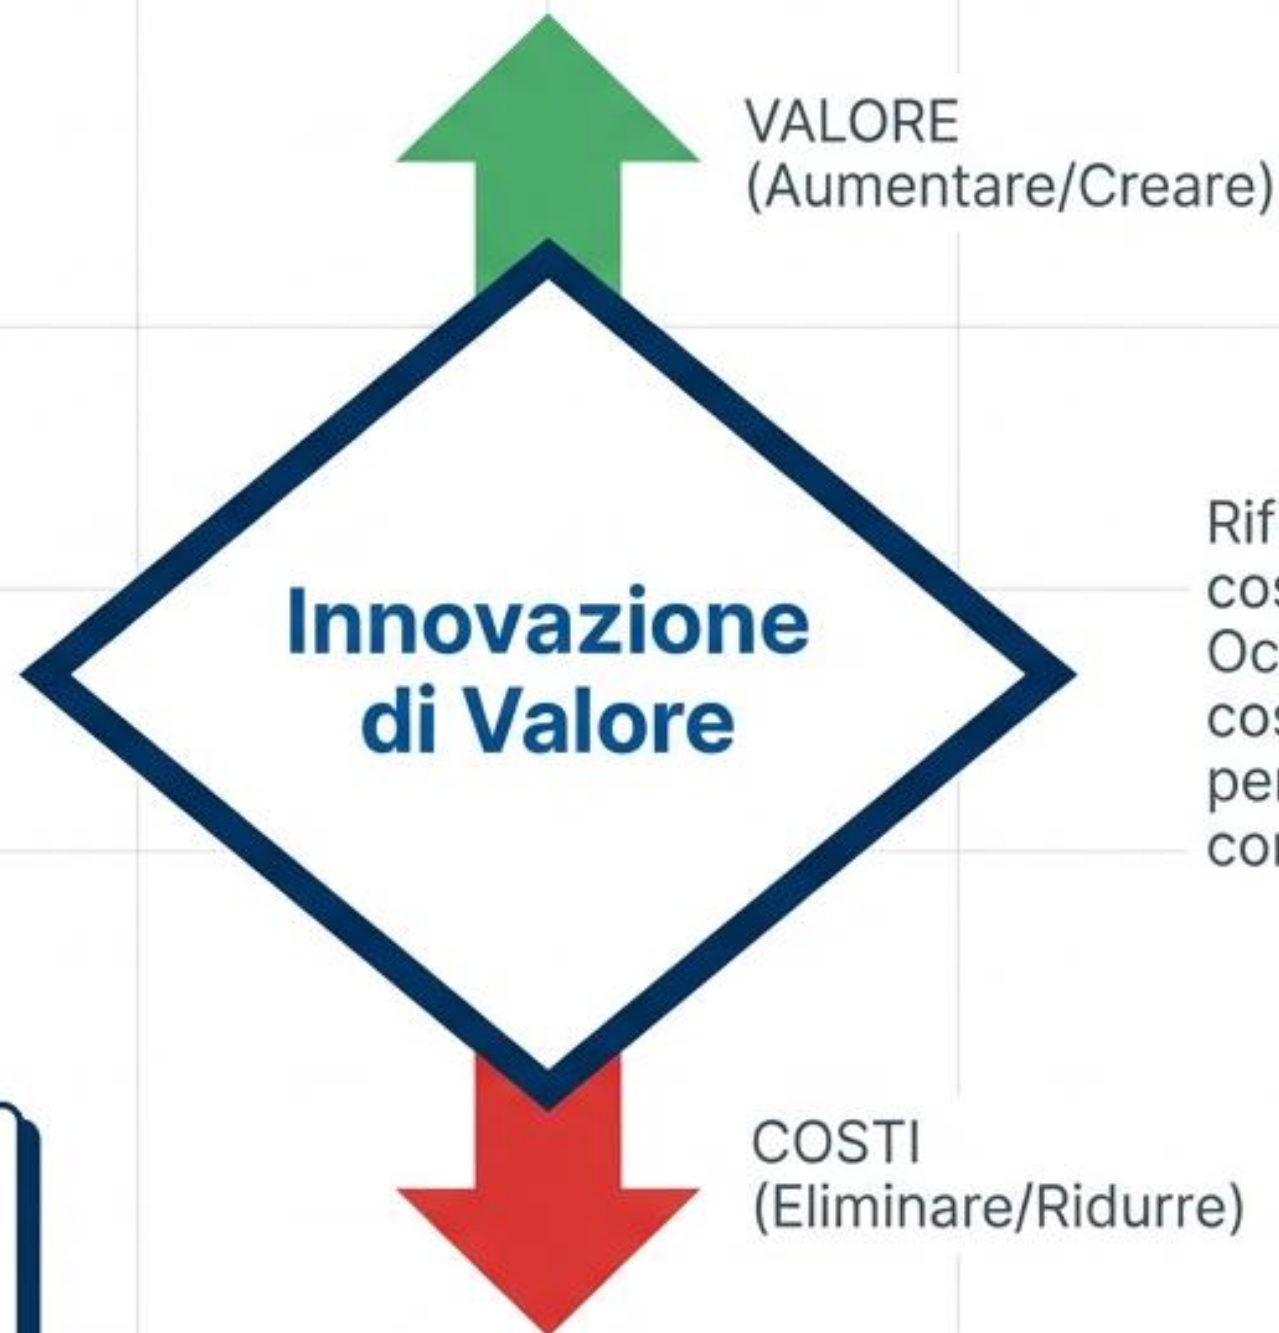 VALORE
(Aumentare/Creare)
Innovazione
di Valore
COSTI
(Eliminare/Ridurre)